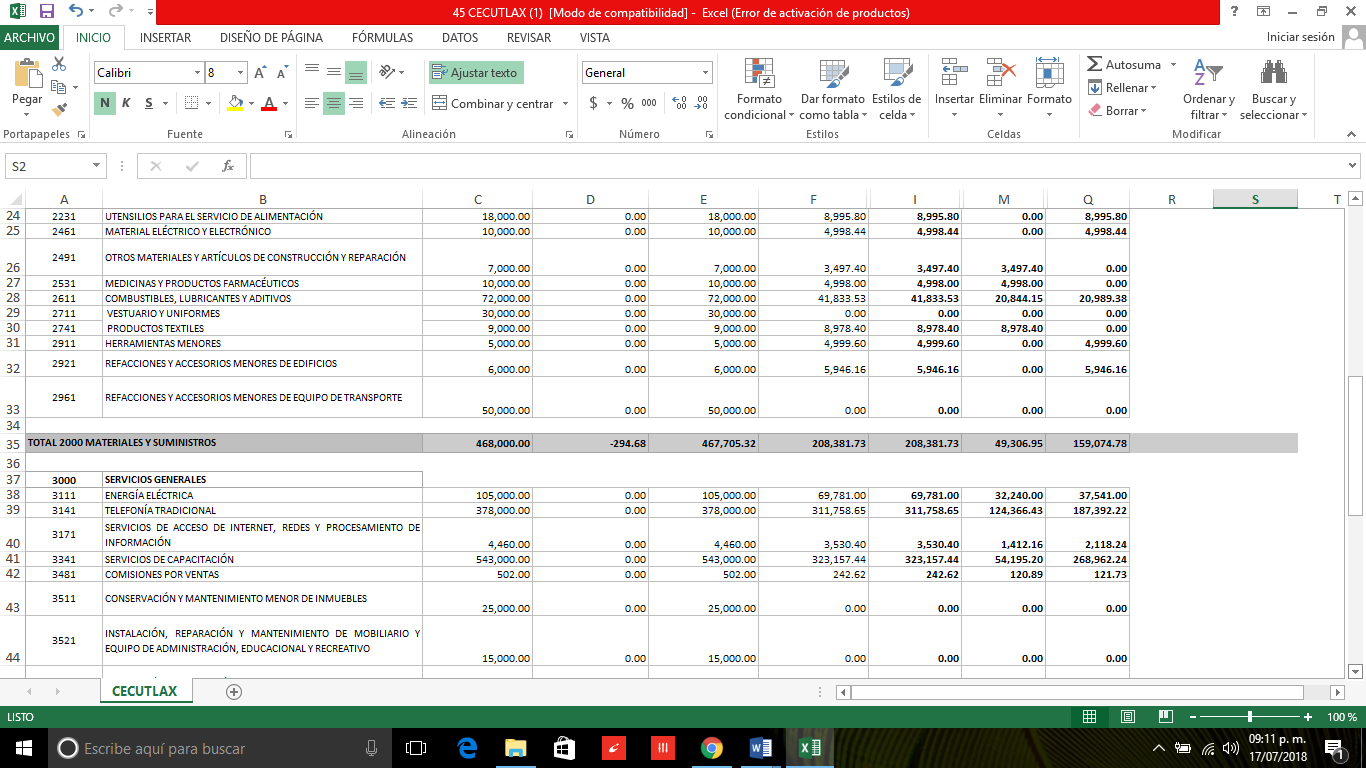 45 CECUTLAX (1) [Modo de compatibilidad] - Excel (Error de activación de productos)
ARCHIVO INICIO INSERTAR DISEÑO DE PÁGINA FÓRMULAS DATOS REVISAR VISTA Iniciar sesión
Calibri 8 Ajustar texto General Autosuma
Rellenar
Pegar N K S Combinar y centrar $ % 000 Formato condicional Dar formato como tabla Estilos de celda Insertar Eliminar Formato Borrar Ordenar y filtrar Buscar y seleccionar
Portapapeles Fuente Alineación Número Estilos Celdas Modificar
S2 fx
A B C D E F I M Q R S T
24 2231 UTENSILIOS PARA EL SERVICIO DE ALIMENTACIÓN 18,000.00 0.00 18,000.00 8,995.80 8,995.80 0.00 8,995.80
25 2461 MATERIAL ELÉCTRICO Y ELECTRÓNICO 10,000.00 0.00 10,000.00 4,998.44 4,998.44 0.00 4,998.44
26 2491 OTROS MATERIALES Y ARTÍCULOS DE CONSTRUCCIÓN Y REPARACIÓN 7,000.00 0.00 7,000.00 3,497.40 3,497.40 3,497.40 0.00
27 2531 MEDICINAS Y PRODUCTOS FARMACÉUTICOS 10,000.00 0.00 10,000.00 4,998.00 4,998.00 4,998.00 0.00
28 2611 COMBUSTIBLES, LUBRICANTES Y ADITIVOS 72,000.00 0.00 72,000.00 41,833.53 41,833.53 20,844.15 20,989.38
29 2711 VESTUARIO Y UNIFORMES 30,000.00 0.00 30,000.00 0.00 0.00 0.00 0.00
30 2741 PRODUCTOS TEXTILES 9,000.00 0.00 9,000.00 8,978.40 8,978.40 8,978.40 0.00
31 2911 HERRAMIENTAS MENORES 5,000.00 0.00 5,000.00 4,999.60 4,999.60 0.00 4,999.60
32 2921 REFACCIONES Y ACCESORIOS MENORES DE EDIFICIOS 6,000.00 0.00 6,000.00 5,946.16 5,946.16 0.00 5,946.16
33 2961 REFACCIONES Y ACCESORIOS MENORES DE EQUIPO DE TRANSPORTE 50,000.00 0.00 50,000.00 0.00 0.00 0.00 0.00
34
35 TOTAL 2000 MATERIALES Y SUMINISTROS 468,000.00 -294.68 467,705.32 208,381.73 208,381.73 49,306.95 159,074.78
36
37 3000 SERVICIOS GENERALES
38 3111 ENERGÍA ELÉCTRICA 105,000.00 0.00 105,000.00 69,781.00 69,781.00 32,240.00 37,541.00
39 3141 TELEFONÍA TRADICIONAL 378,000.00 0.00 378,000.00 311,758.65 311,758.65 124,366.43 187,392.22
40 3171 SERVICIOS DE ACCESO DE INTERNET, REDES Y PROCESAMIENTO DE
INFORMACIÓN 4,460.00 0.00 4,460.00 3,530.40 3,530.40 1,412.16 2,118.24
41 3341 SERVICIOS DE CAPACITACIÓN 543,000.00 0.00 543,000.00 323,157.44 323,157.44 54,195.20 268,962.24
42 3481 COMISIONES POR VENTAS 502.00 0.00 502.00 242.62 242.62 120.89 121.73
43 3511 CONSERVACIÓN Y MANTENIMIENTO MENOR DE INMUEBLES 25,000.00 0.00 25,000.00 0.00 0.00 0.00 0.00
44 3521 INSTALACIÓN, REPARACIÓN Y MANTENIMIENTO DE MOBILIARIO Y
EQUIPO DE ADMINISTRACIÓN, EDUCACIONAL Y RECREATIVO 15,000.00 0.00 15,000.00 0.00 0.00 0.00 0.00
CECUTLAX
LISTO 100 %
Escribe aquí para buscar 09:11 p. m.
17/07/2018 1